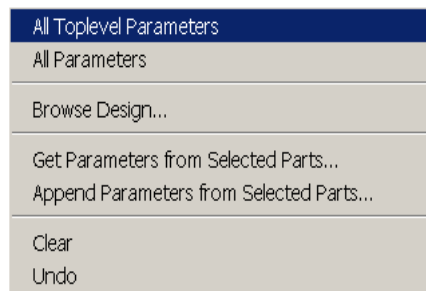 All Toplevel Parameters
All Parameters
Browse Design...
Get Parameters from Selected Parts...
Append Parameters from Selected Parts...
Clear
Undo